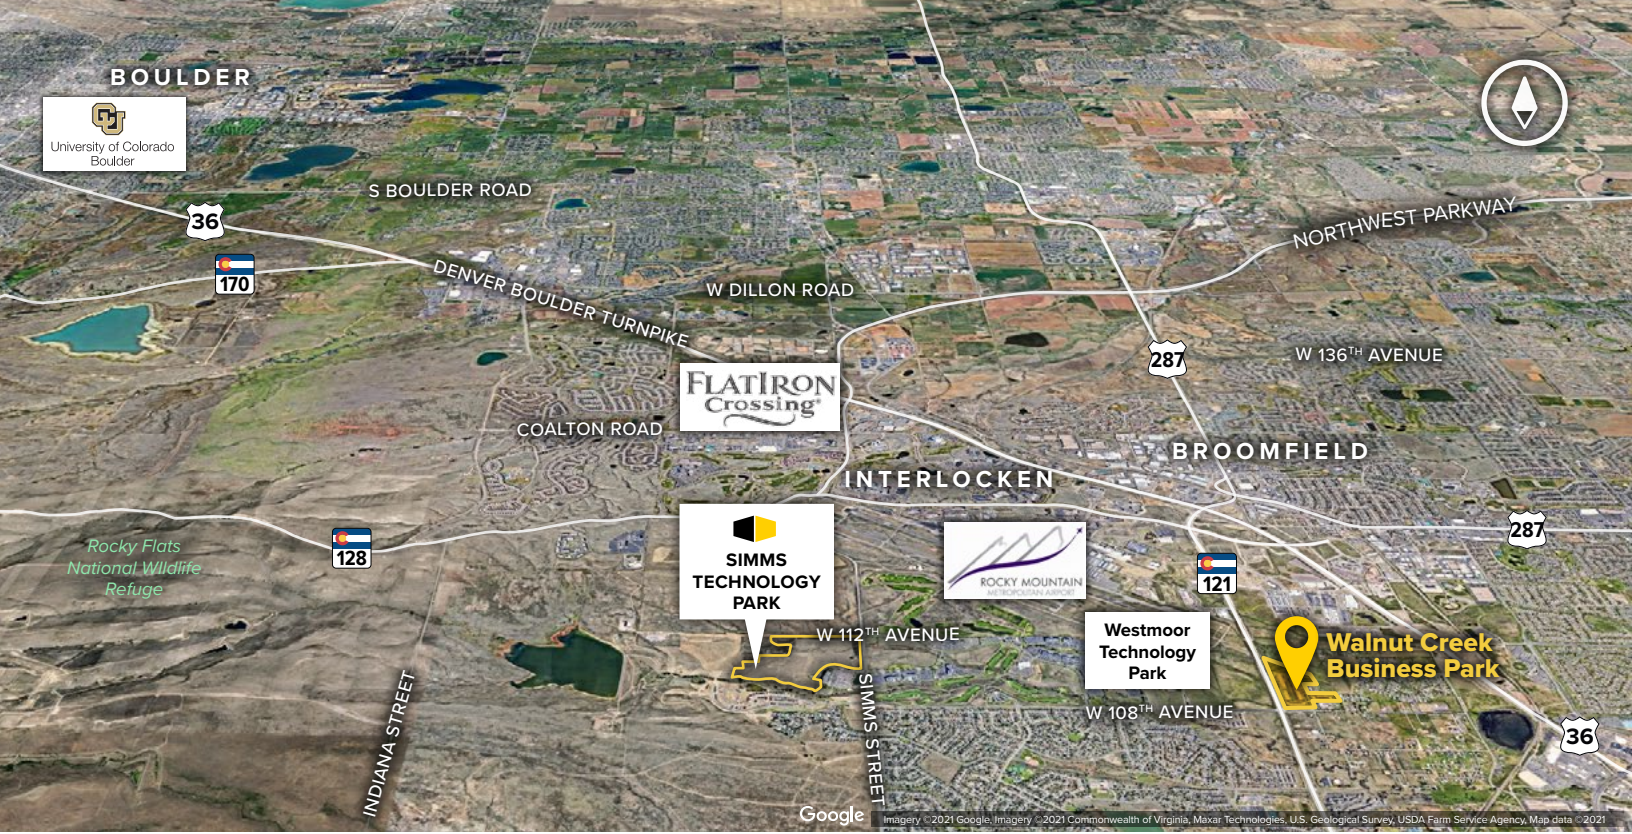 BOULDER
CU
University of Colorado
Boulder
S BOULDER ROAD
36
170
DENVER BOULDER TURNPIKE
W DILLON ROAD
NORTHWEST PARKWAY
287
W 136TH AVENUE
FLATIRON
Crossing®
COALTON ROAD
BROOMFIELD
INTERLOCKEN
Rocky Flats
National WIldlife
Refuge
128
SIMMS
TECHNOLOGY
PARK
ROCKY MOUNTAIN
METROPOLITAN AIRPORT
287
121
W 112TH AVENUE
Westmoor
Technology
Park
Walnut Creek
Business Park
W 108TH AVENUE
INDIANA STREET
SIMMS STREET
36
Google
Imagery ©2021 Google, Imagery ©2021 Commonwealth of Virginia, Maxar Technologies, U.S. Geological Survey, USDA Farm Service Agency, Map data ©2021